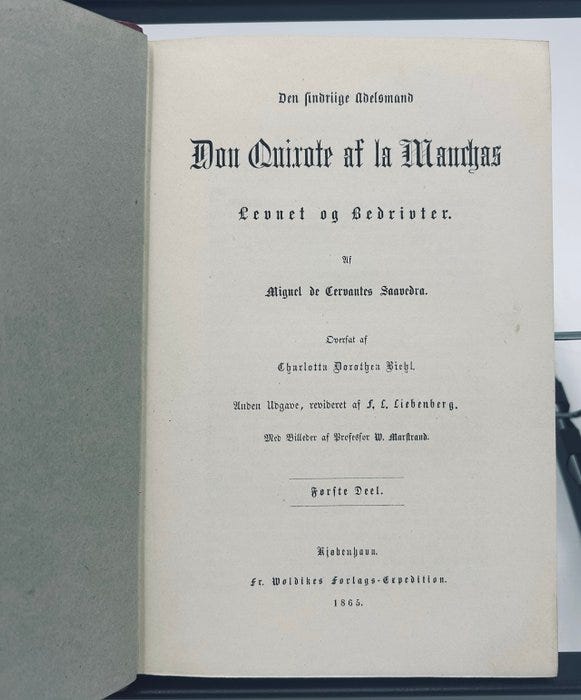 Den sindriige Adelsmand
Don Quixote af la Manchas
Levnet og Bedrivter.
Af
Miguel de Cervantes Saavedra.
Oversat af
Charlotta Dorothea Biehl.
Anden Udgave, revideret af F. L. Liebenberg.
Med Billeder af Professor W. Marstrand.
Første Deel.
Kjøbenhavn.
Fr. Woldikes Forlags-Expedition.
1865.